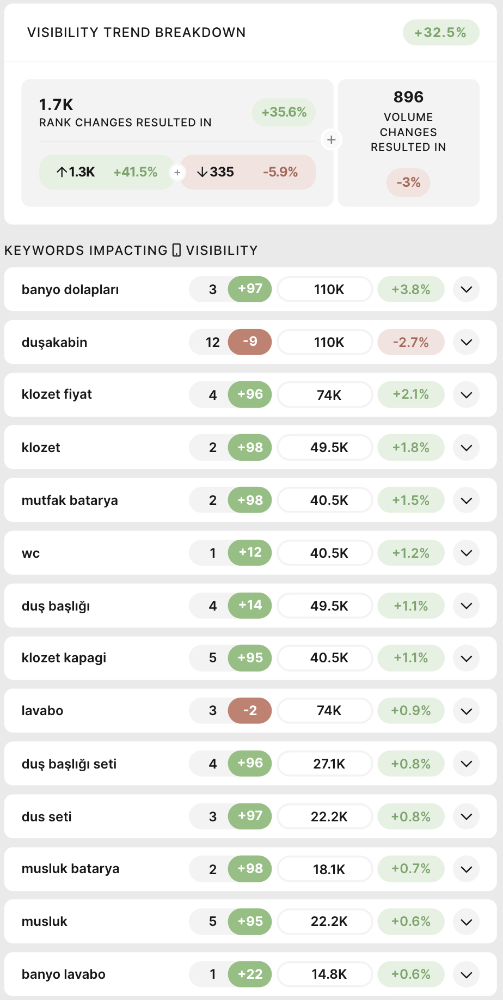 VISIBILITY TREND BREAKDOWN +32.5%
1.7K
RANK CHANGES RESULTED IN
+35.6%
↑1.3K +41.5% + ↓335 -5.9%
+
896
VOLUME
CHANGES
RESULTED IN
-3%
KEYWORDS IMPACTING VISIBILITY
banyo dolapları 3 +97 110K +3.8%
duşakabin 12 -9 110K -2.7%
klozet fiyat 4 +96 74K +2.1%
klozet 2 +98 49.5K +1.8%
mutfak batarya 2 +98 40.5K +1.5%
wc 1 +12 40.5K +1.2%
duş başlığı 4 +14 49.5K +1.1%
klozet kapagi 5 +95 40.5K +1.1%
lavabo 3 -2 74K +0.9%
duş başlığı seti 4 +96 27.1K +0.8%
dus seti 3 +97 22.2K +0.8%
musluk batarya 2 +98 18.1K +0.7%
musluk 5 +95 22.2K +0.6%
banyo lavabo 1 +22 14.8K +0.6%